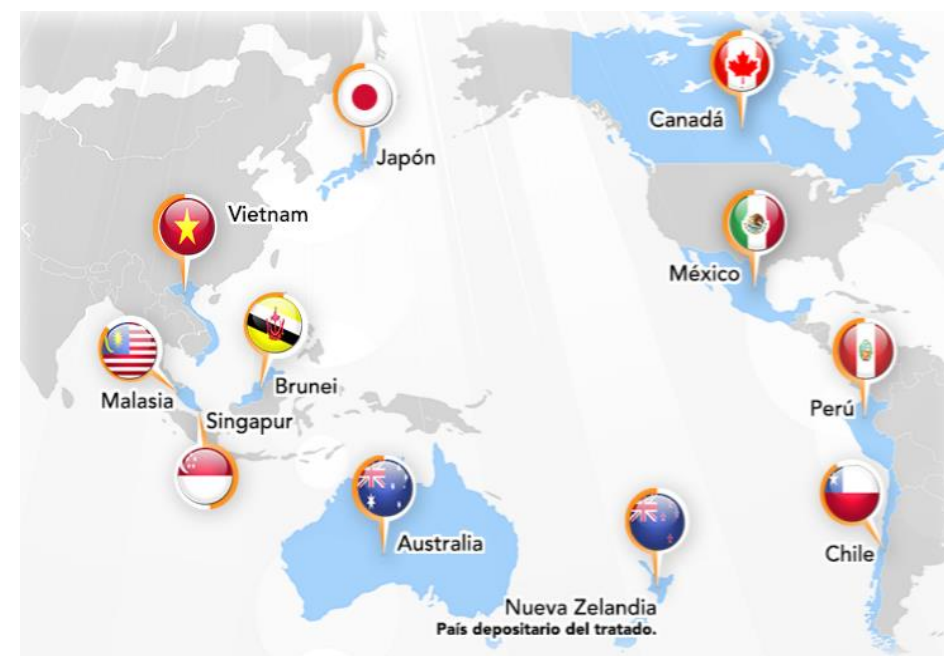 Canadá
Japón
Vietnam
México
Brunei
Malasia
Perú
Singapur
Australia
Chile
Nueva Zelandia
País depositario del tratado.